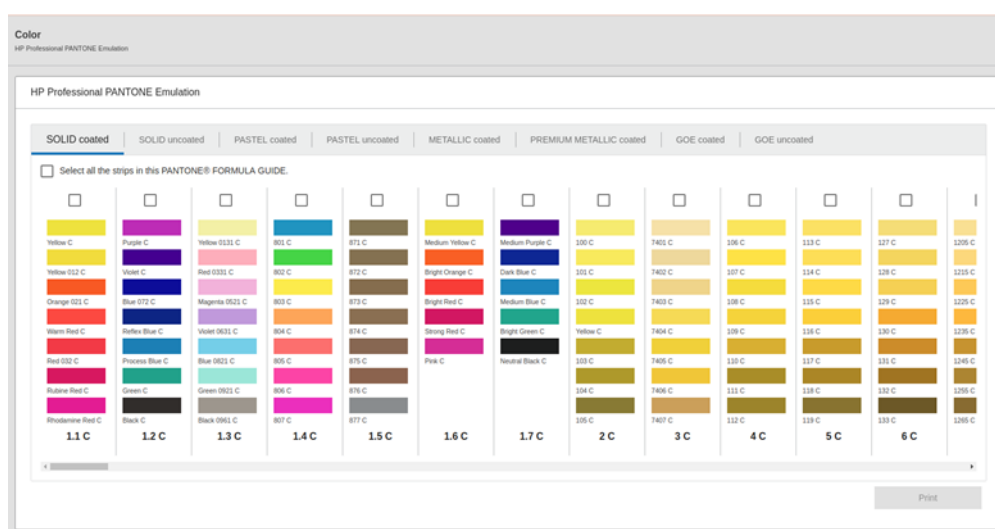 Color
HP Professional PANTONE Emulation
HP Professional PANTONE Emulation
SOLID coated SOLID uncoated PASTEL coated PASTEL uncoated METALLIC coated PREMIUM METALLIC coated GOE coated GOE uncoated
Select all the strips in this PANTONE® FORMULA GUIDE.
Yellow C Purple C Yellow 0131 C 801 C 871 C Medium Yellow C Medium Purple C 100 C 7401 C 106 C 113 C 127 C 1205 C
Yellow 012 C Violet C Red 0331 C 802 C 872 C Bright Orange C Dark Blue C 101 C 7402 C 107 C 114 C 128 C 1215 C
Orange 021 C Blue 072 C Magenta 0521 C 803 C 873 C Bright Red C Medium Blue C 102 C 7403 C 108 C 115 C 129 C 1225 C
Warm Red C Reflex Blue C Violet 0631 C 804 C 874 C Strong Red C Bright Green C Yellow C 7404 C 109 C 116 C 130 C 1235 C
Red 032 C Process Blue C Blue 0821 C 805 C 875 C Pink C Neutral Black C 103 C 7405 C 110 C 117 C 131 C 1245 C
Rubine Red C Green C Green 0921 C 806 C 876 C 104 C 7406 C 111 C 118 C 132 C 1255 C
Rhodamine Red C Black C Black 0961 C 807 C 877 C 105 C 7407 C 112 C 119 C 133 C 1265 C
1.1 C 1.2 C 1.3 C 1.4 C 1.5 C 1.6 C 1.7 C 2 C 3 C 4 C 5 C 6 C
Print